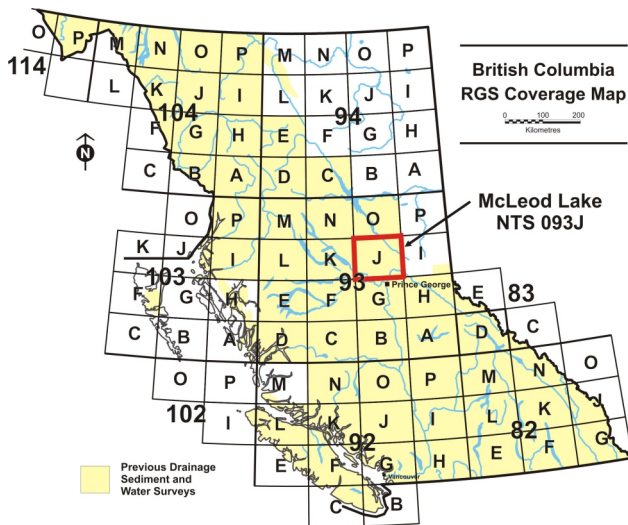 O P M N O P M N O P
114
British Columbia
RGS Coverage Map
0 100 200
Kilometres
L K J I L K J I
104
94
F G H E F G H
N
C B A D C B A
McLeod Lake
NTS 093J
O P M N O P
K J I L K J I
103
93
Prince George
F G H E F G H E
83
C B A D C B A D C
O P M N O P M N O
102
I L K J I L K
92
82
E F G H E F G
Vancouver
C B
Previous Drainage
Sediment and
Water Surveys